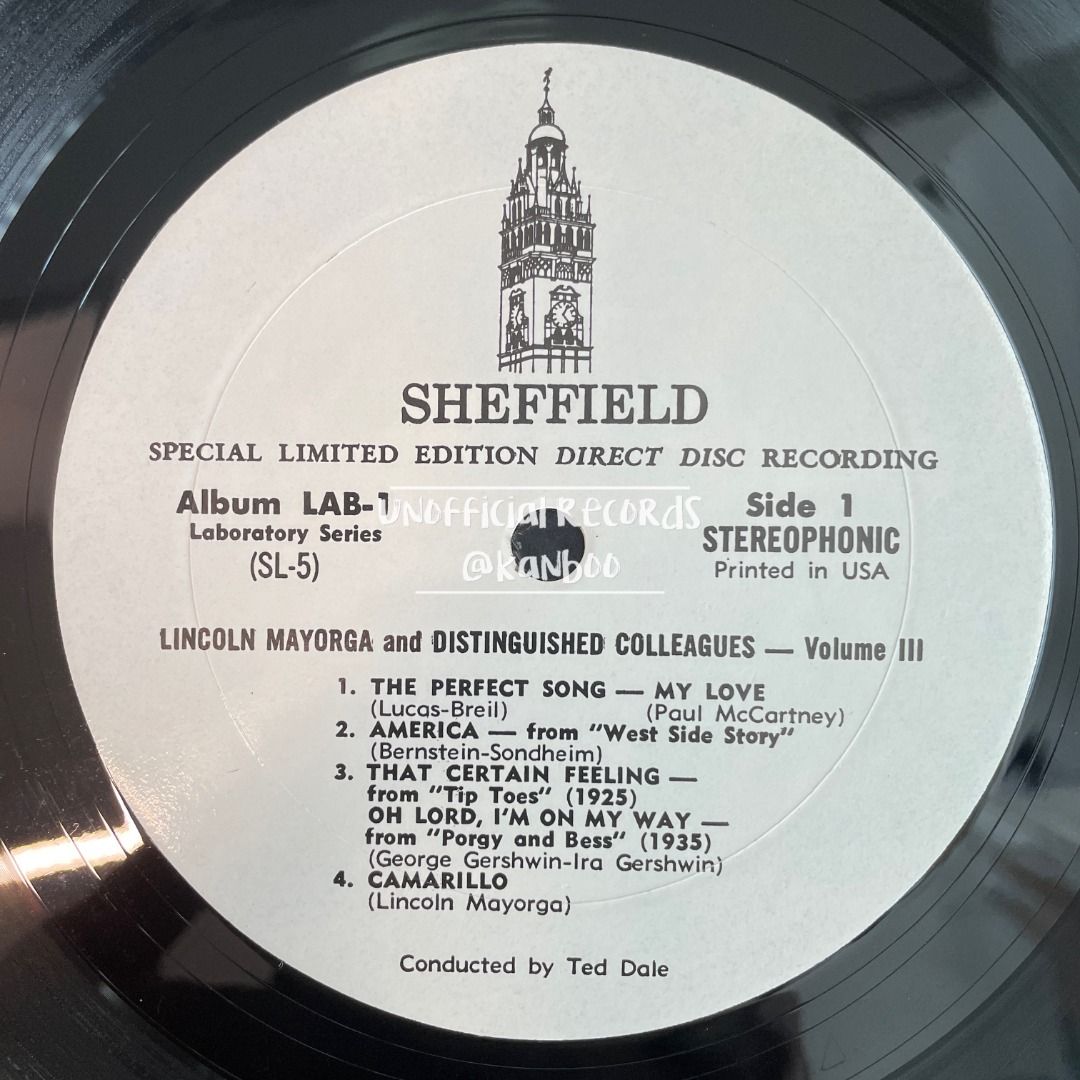 SHEFFIELD
SPECIAL LIMITED EDITION DIRECT DISC RECORDING
Album LAB-1
Laboratory Series
(SL-5)
Side 1
STEREOPHONIC
Printed in USA
UNOfficial RecoRdS
@kanboo
LINCOLN MAYORGA and DISTINGUISHED COLLEAGUES — Volume III
1. THE PERFECT SONG — MY LOVE
(Lucas-Breil) (Paul McCartney)
2. AMERICA — from "West Side Story"
(Bernstein-Sondheim)
3. THAT CERTAIN FEELING —
from "Tip Toes" (1925)
OH LORD, I'M ON MY WAY —
from "Porgy and Bess" (1935)
(George Gershwin-Ira Gershwin)
4. CAMARILLO
(Lincoln Mayorga)
Conducted by Ted Dale